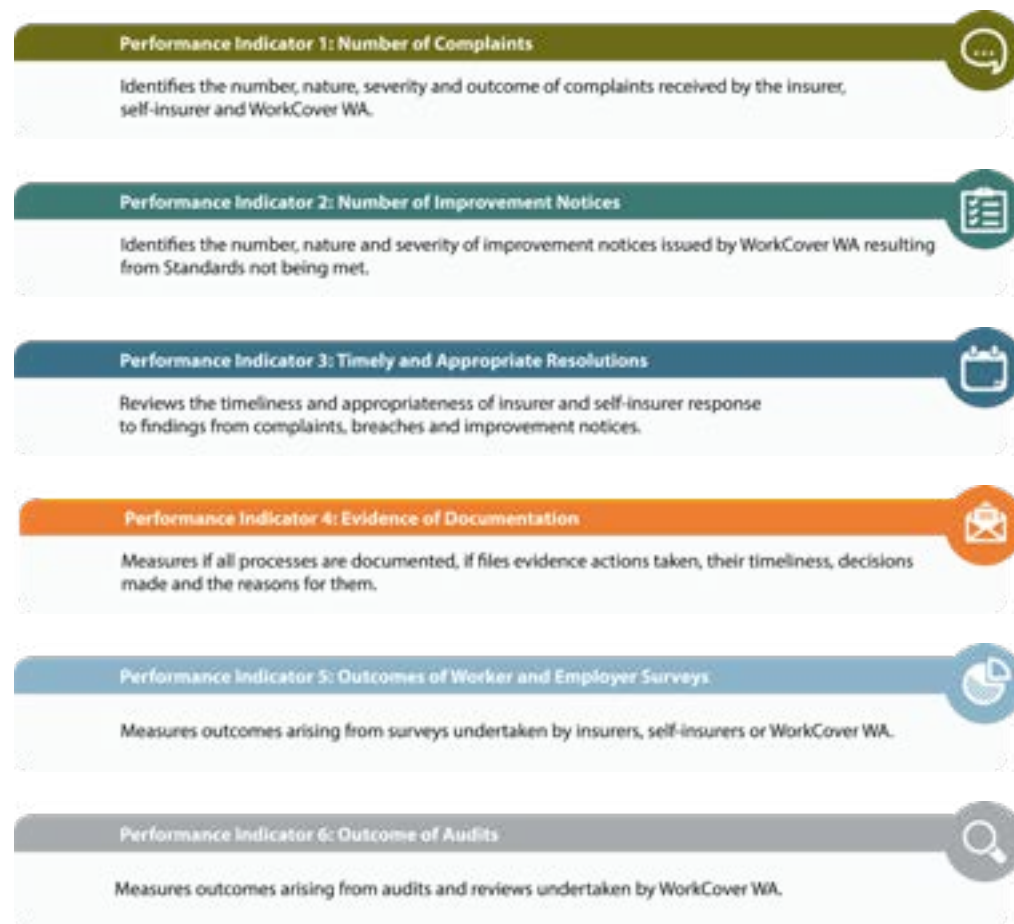 Performance Indicator 1: Number of Complaints
Identifies the number, nature, severity and outcome of complaints received by the insurer,
self-insurer and WorkCover WA.
Performance Indicator 2: Number of Improvement Notices
Identifies the number, nature and severity of improvement notices issued by WorkCover WA resulting
from Standards not being met.
Performance Indicator 3: Timely and Appropriate Resolutions
Reviews the timeliness and appropriateness of insurer and self-insurer response
to findings from complaints, breaches and improvement notices.
Performance Indicator 4: Evidence of Documentation
Measures if all processes are documented, if files evidence actions taken, their timeliness, decisions
made and the reasons for them.
Performance Indicator 5: Outcomes of Worker and Employer Surveys
Measures outcomes arising from surveys undertaken by insurers, self-insurers or WorkCover WA.
Performance Indicator 6: Outcome of Audits
Measures outcomes arising from audits and reviews undertaken by WorkCover WA.